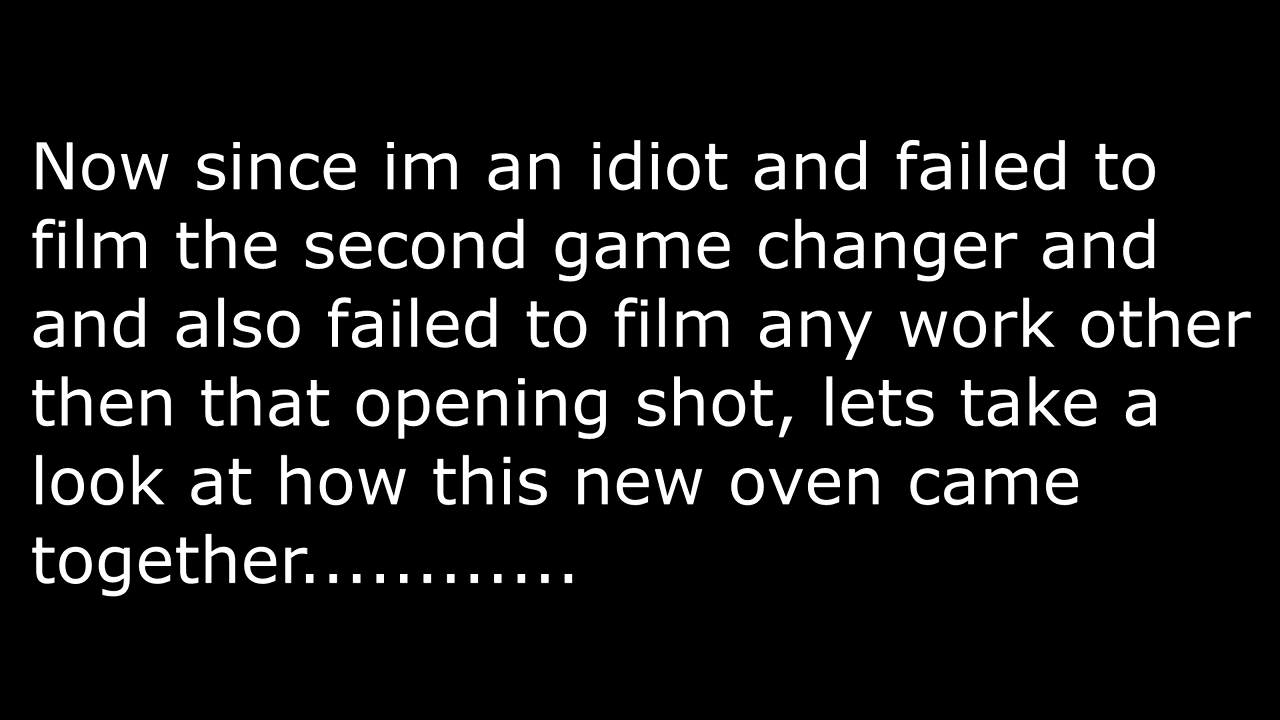 Now since im an idiot and failed to
film the second game changer and
and also failed to film any work other
then that opening shot, lets take a
look at how this new oven came
together............